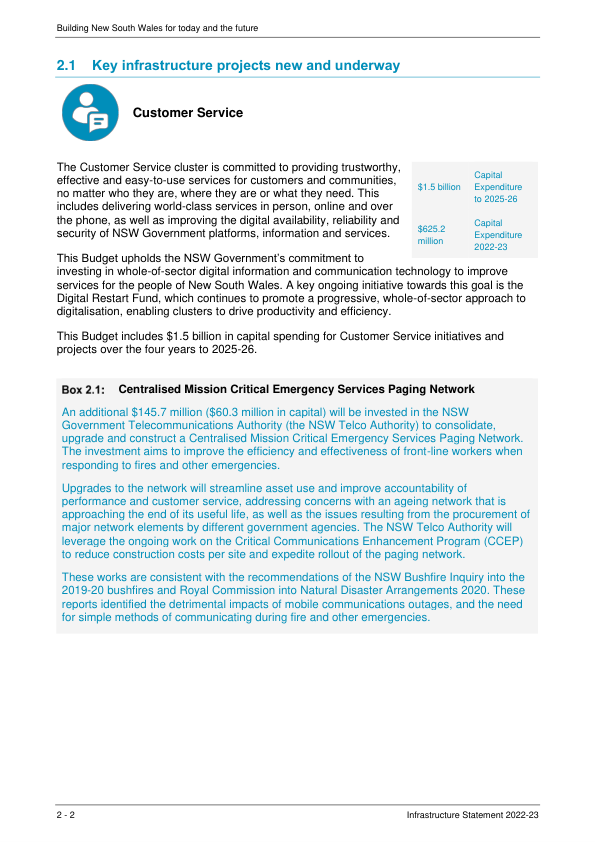 Building New South Wales for today and the future
2.1 Key infrastructure projects new and underway
Customer Service
The Customer Service cluster is committed to providing trustworthy,
effective and easy-to-use services for customers and communities,
no matter who they are, where they are or what they need. This
includes delivering world-class services in person, online and over
the phone, as well as improving the digital availability, reliability and
security of NSW Government platforms, information and services.
$1.5 billion
Capital
Expenditure
to 2025-26
$625.2
million
Capital
Expenditure
2022-23
This Budget upholds the NSW Government's commitment to
investing in whole-of-sector digital information and communication technology to improve
services for the people of New South Wales. A key ongoing initiative towards this goal is the
Digital Restart Fund, which continues to promote a progressive, whole-of-sector approach to
digitalisation, enabling clusters to drive productivity and efficiency.
This Budget includes $1.5 billion in capital spending for Customer Service initiatives and
projects over the four years to 2025-26.
Box 2.1: Centralised Mission Critical Emergency Services Paging Network
An additional $145.7 million ($60.3 million in capital) will be invested in the NSW
Government Telecommunications Authority (the NSW Telco Authority) to consolidate,
upgrade and construct a Centralised Mission Critical Emergency Services Paging Network.
The investment aims to improve the efficiency and effectiveness of front-line workers when
responding to fires and other emergencies.
Upgrades to the network will streamline asset use and improve accountability of
performance and customer service, addressing concerns with an ageing network that is
approaching the end of its useful life, as well as the issues resulting from the procurement of
major network elements by different government agencies. The NSW Telco Authority will
leverage the ongoing work on the Critical Communications Enhancement Program (CCEP)
to reduce construction costs per site and expedite rollout of the paging network.
These works are consistent with the recommendations of the NSW Bushfire Inquiry into the
2019-20 bushfires and Royal Commission into Natural Disaster Arrangements 2020. These
reports identified the detrimental impacts of mobile communications outages, and the need
for simple methods of communicating during fire and other emergencies.
2 - 2
Infrastructure Statement 2022-23